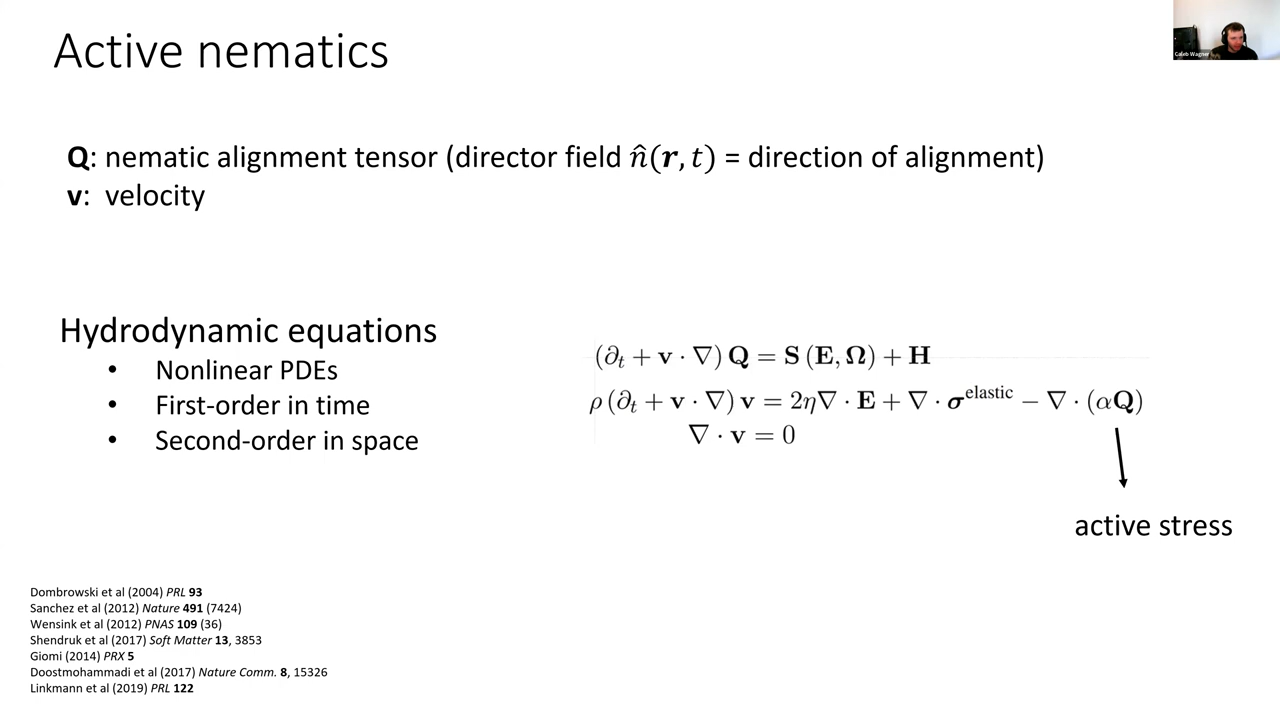 Active nematics
Caleb Wagner
Q: nematic alignment tensor (director field n̂(r, t) = direction of alignment)
v: velocity
Hydrodynamic equations
• Nonlinear PDEs
• First-order in time
• Second-order in space
(∂ₜ + v · ∇) Q = S (E, Ω) + H
ρ (∂ₜ + v · ∇) v = 2η∇ · E + ∇ · σ^elastic − ∇ · (αQ)
∇ · v = 0
active stress
Dombrowski et al (2004) PRL 93
Sanchez et al (2012) Nature 491 (7424)
Wensink et al (2012) PNAS 109 (36)
Shendruk et al (2017) Soft Matter 13, 3853
Giomi (2014) PRX 5
Doostmohammadi et al (2017) Nature Comm. 8, 15326
Linkmann et al (2019) PRL 122